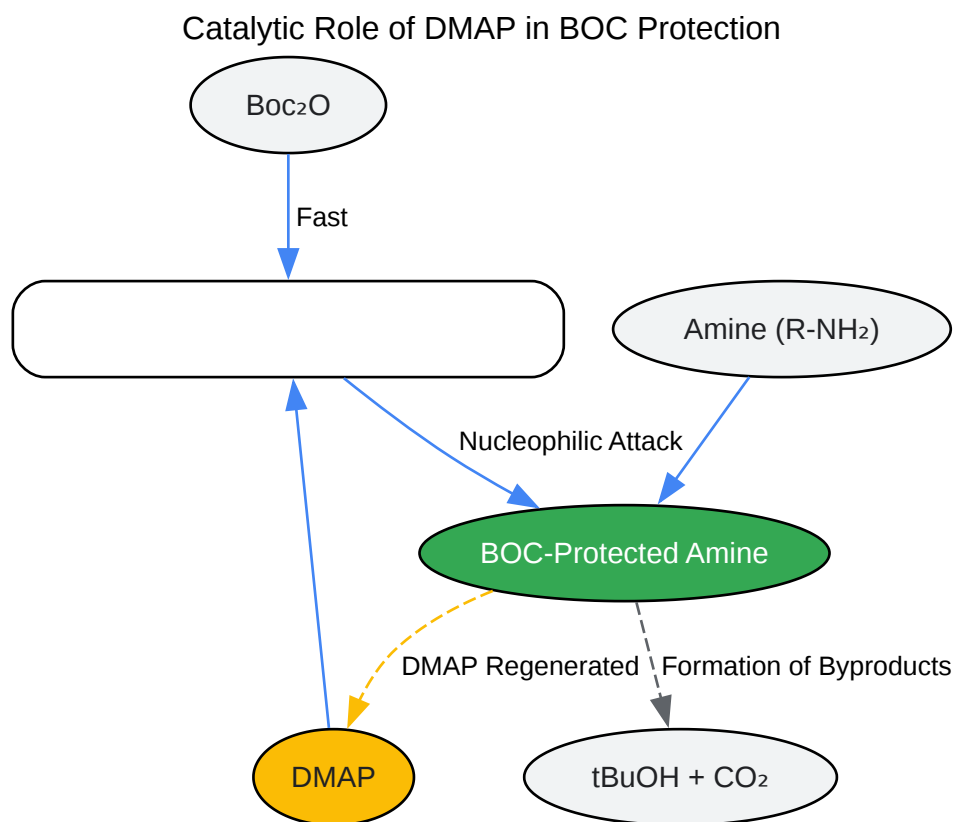 Catalytic Role of DMAP in BOC Protection
Boc₂O
Fast
Amine (R-NH₂)
Nucleophilic Attack
BOC-Protected Amine
DMAP Regenerated
Formation of Byproducts
DMAP
tBuOH + CO₂